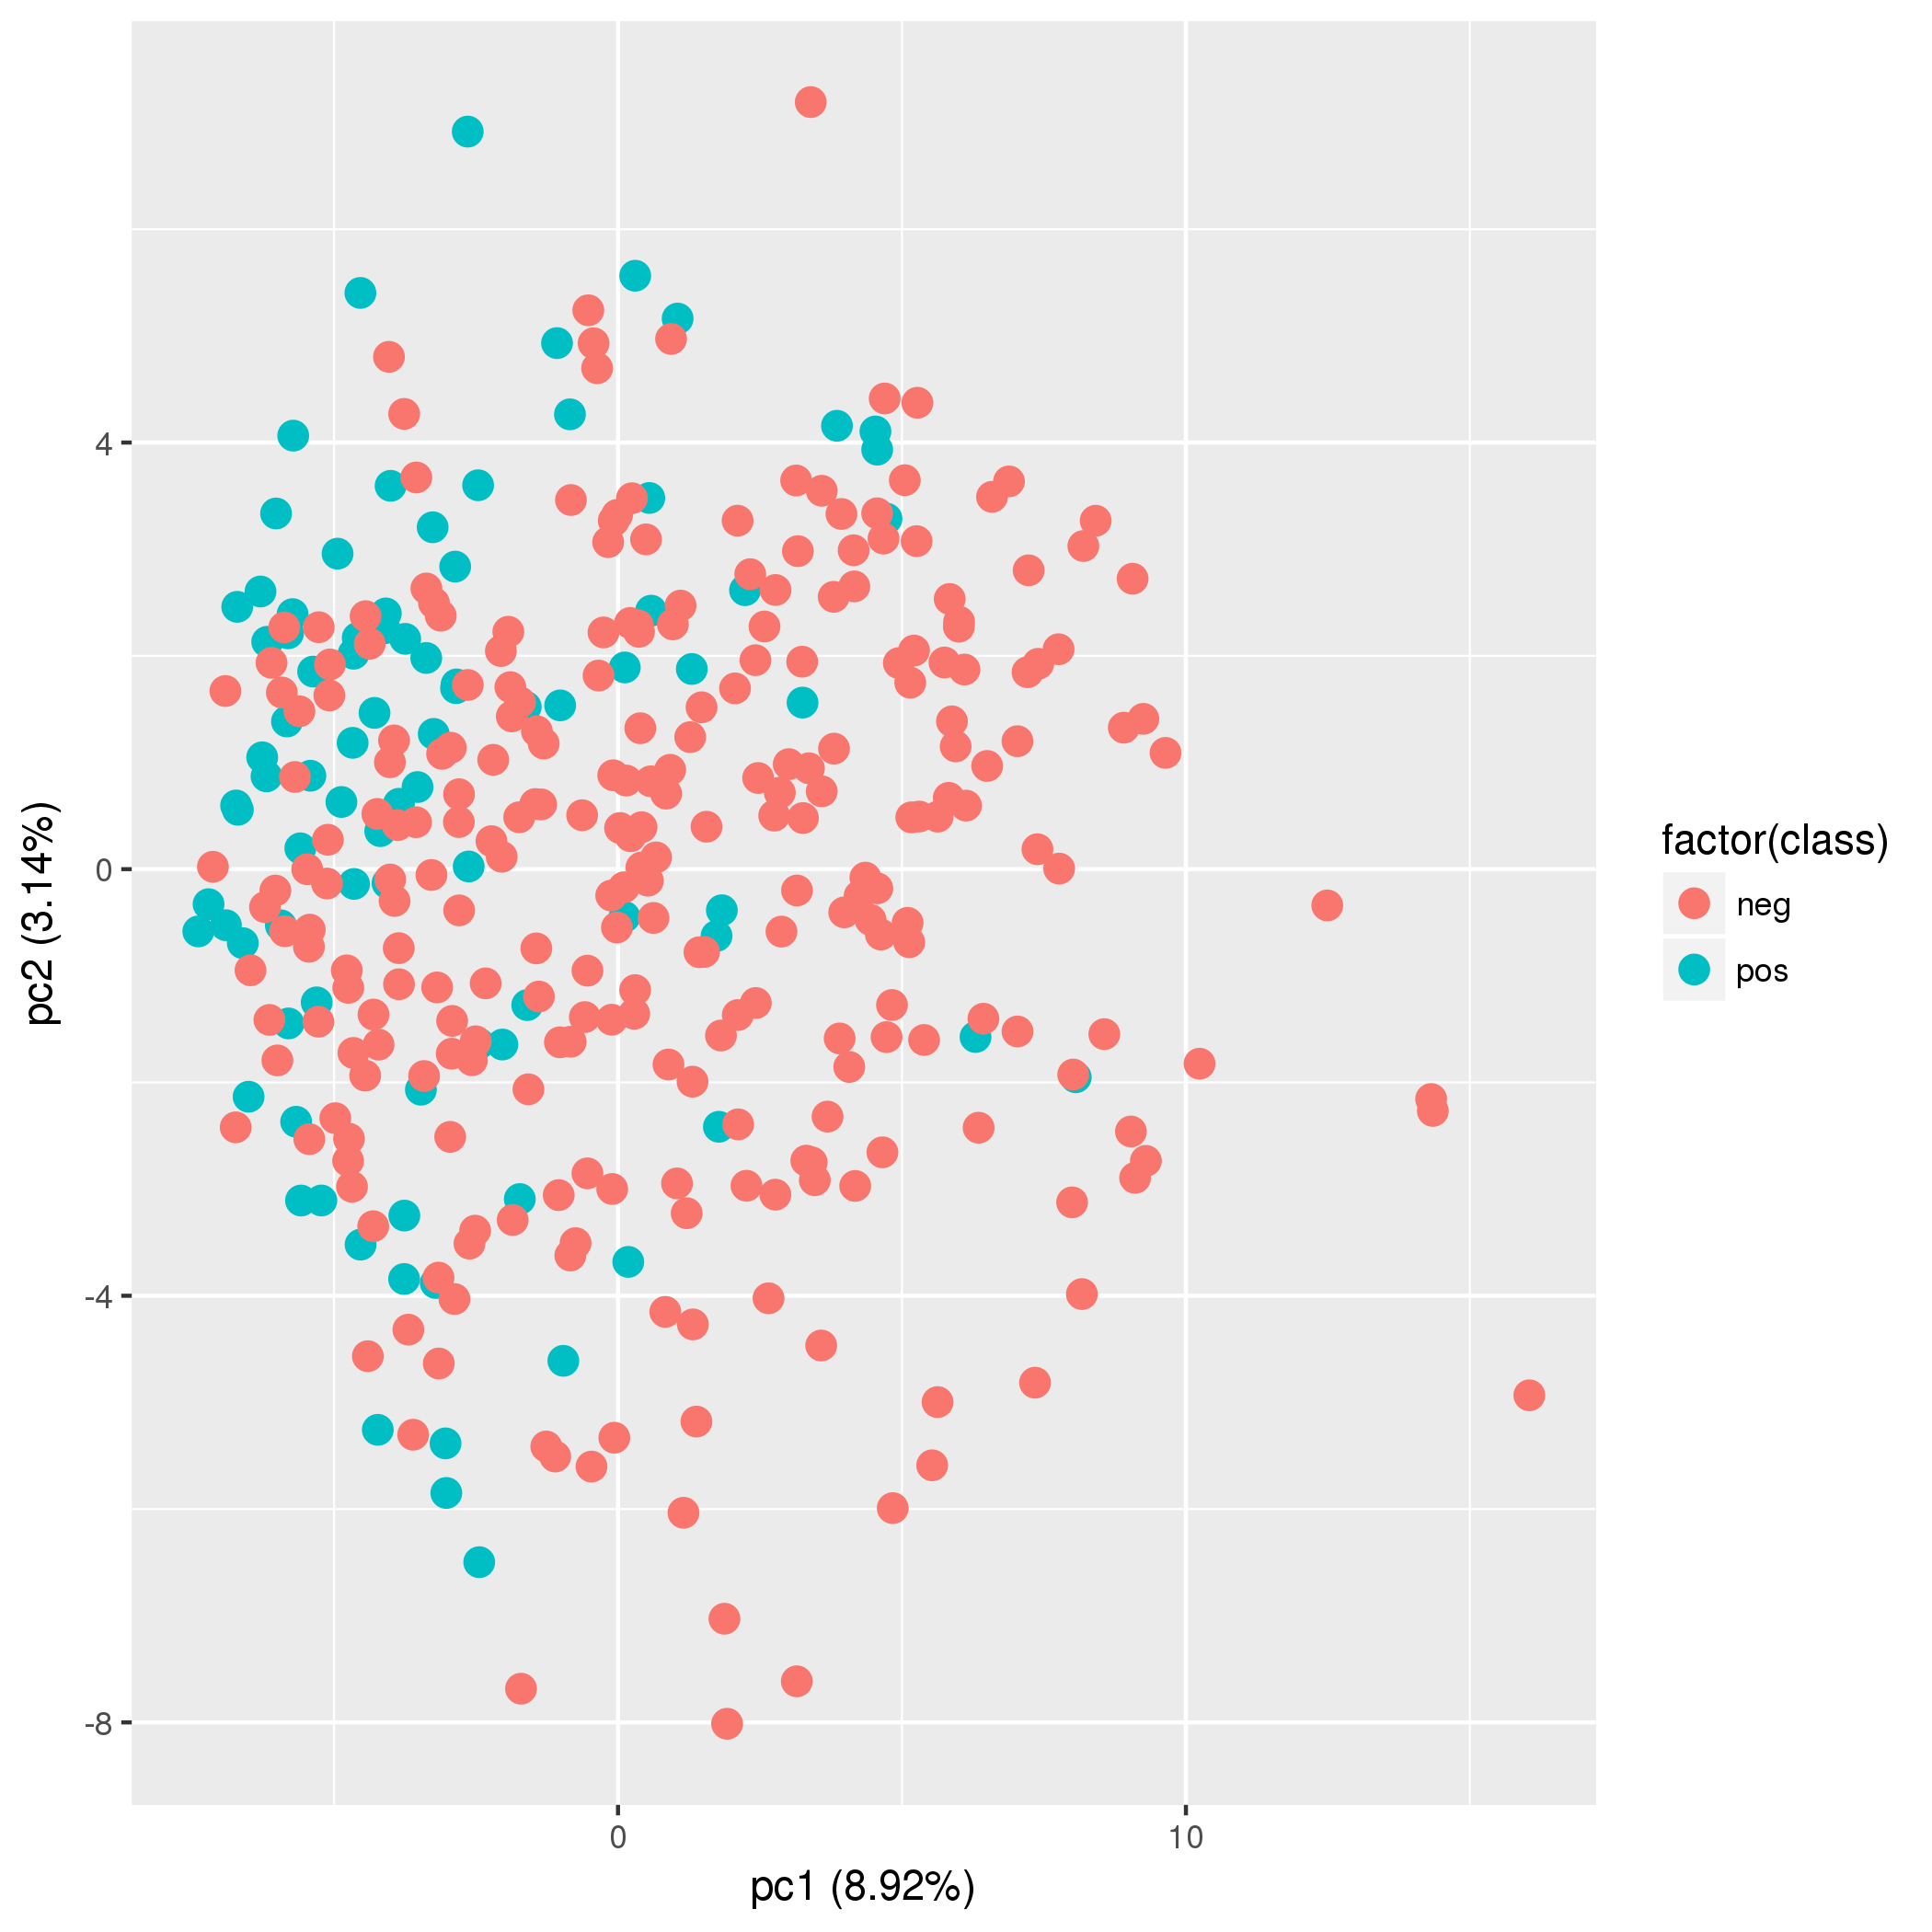 4
0
-4
-8
pc2 (3.14%)
0
10
pc1 (8.92%)
factor(class)
neg
pos